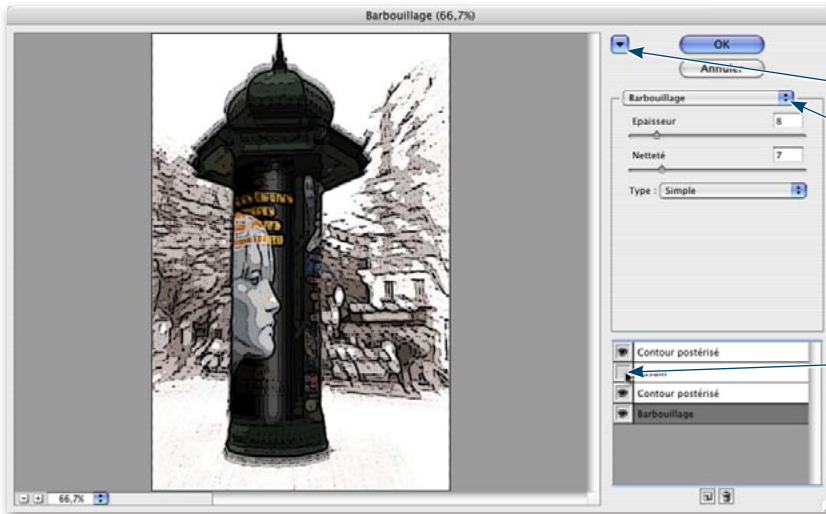 Barbouillage (66,7%)
OK
Annuler
Barbouillage
Epaisseur 8
Netteté 7
Type : Simple
Contour postérisé
Contour postérisé
Barbouillage
66,7%